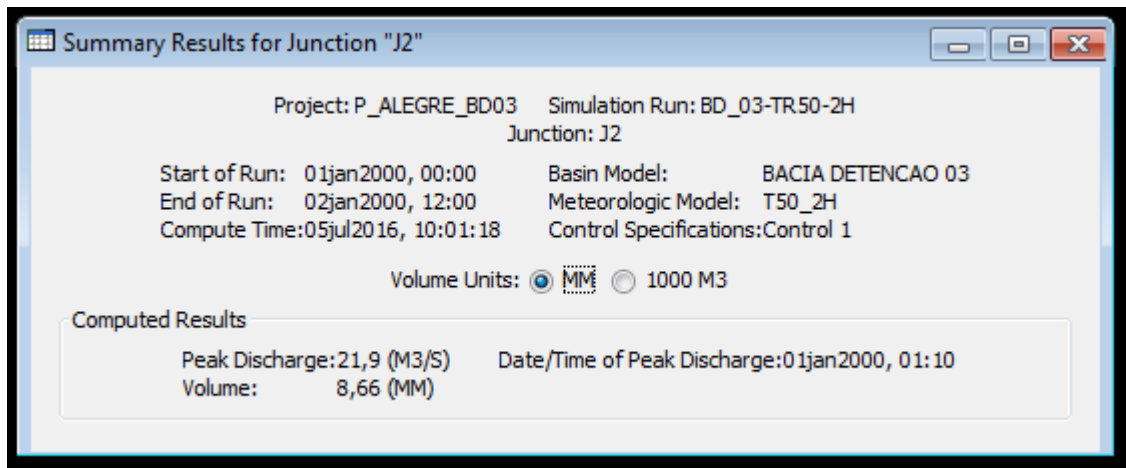 Summary Results for Junction "J2"
Project: P_ALEGRE_BD03 Simulation Run: BD_03-TR50-2H
Junction: J2
Start of Run: 01jan2000, 00:00 Basin Model: BACIA DETENCAO 03
End of Run: 02jan2000, 12:00 Meteorologic Model: T50_2H
Compute Time:05jul2016, 10:01:18 Control Specifications:Control 1
Volume Units: MM 1000 M3
Computed Results
Peak Discharge:21,9 (M3/S) Date/Time of Peak Discharge:01jan2000, 01:10
Volume: 8,66 (MM)